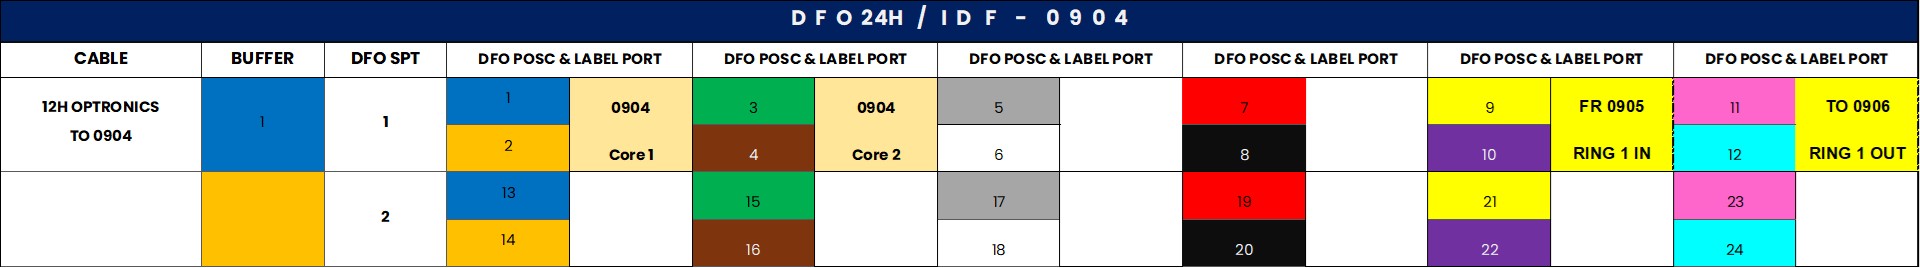 DFO 24H / IDF - 0904
CABLE BUFFER DFO SPT DFO POSC & LABEL PORT DFO POSC & LABEL PORT DFO POSC & LABEL PORT DFO POSC & LABEL PORT DFO POSC & LABEL PORT DFO POSC & LABEL PORT
12H OPTRONICS
TO 0904
1
1
1 0904 3 0904 5 7 9 FR 0905 11 TO 0906
2 Core 1 4 Core 2 6 8 10 RING 1 IN 12 RING 1 OUT
2
13 15 17 19 21 23
14 16 18 20 22 24